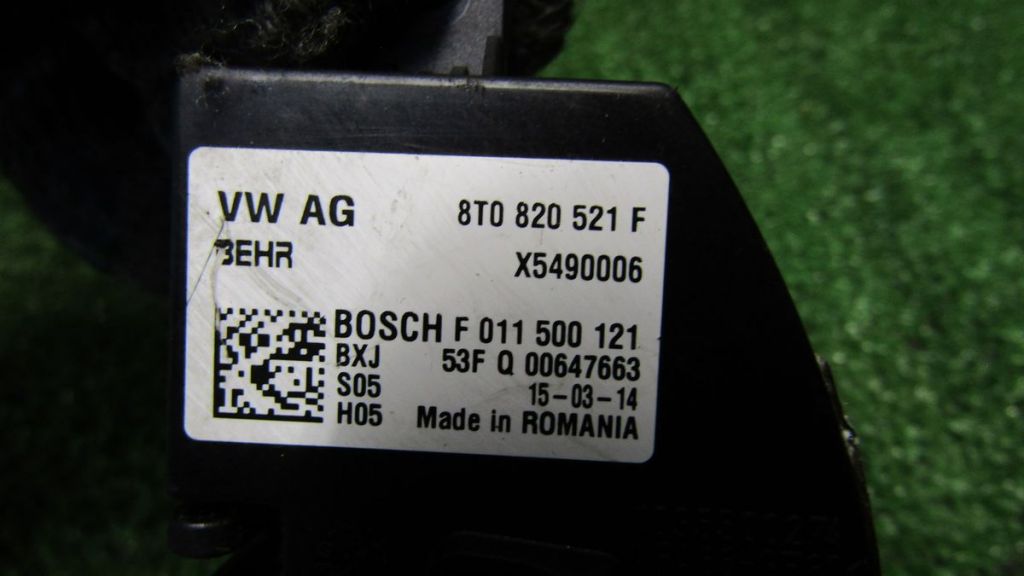 VW AG 8T0 820 521 F
BEHR X5490006
BOSCH F 011 500 121
BXJ 53F Q 00647663
S05 15-03-14
H05 Made in ROMANIA